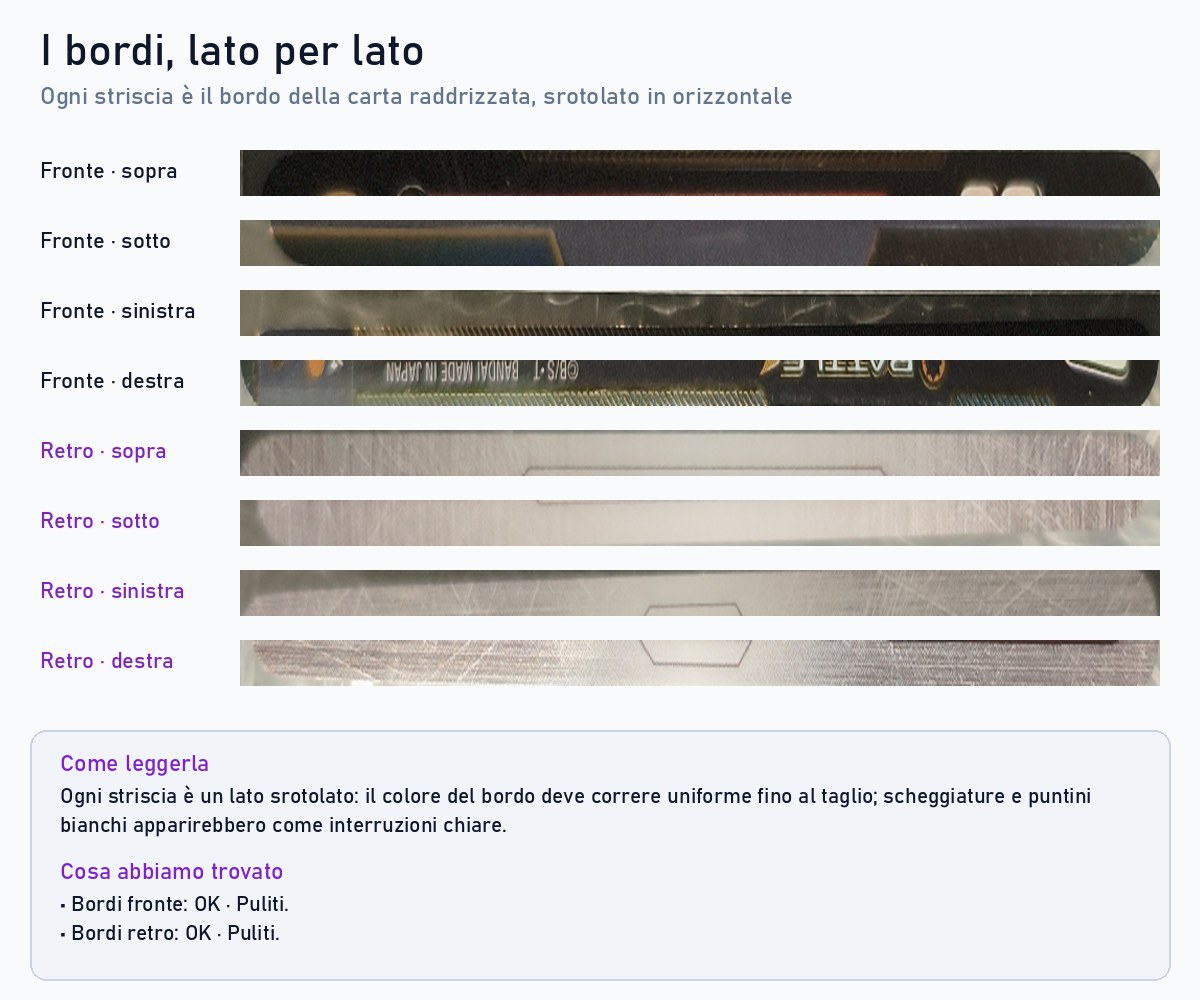 I bordi, lato per lato
Ogni striscia è il bordo della carta raddrizzata, srotolato in orizzontale
Fronte · sopra
Fronte · sotto
Fronte · sinistra
Fronte · destra
©B/S·T· BANDAI MADE IN JAPAN
BATTLE
Retro · sopra
Retro · sotto
Retro · sinistra
Retro · destra
Come leggerla
Ogni striscia è un lato srotolato: il colore del bordo deve correre uniforme fino al taglio; scheggiature e puntini
bianchi apparirebbero come interruzioni chiare.
Cosa abbiamo trovato
• Bordi fronte: OK · Puliti.
• Bordi retro: OK · Puliti.